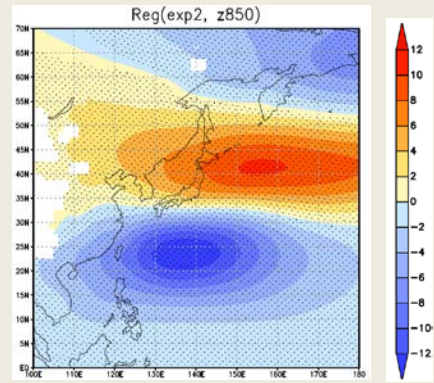 Reg(exp2, z850)
70N
65N
60N
55N
50N
45N
40N
35N
30N
25N
20N
15N
10N
5N
EQ
100E 110E 120E 130E 140E 150E 160E 170E 180
12
10
8
6
4
2
-2
-4
-6
-8
-10
-12